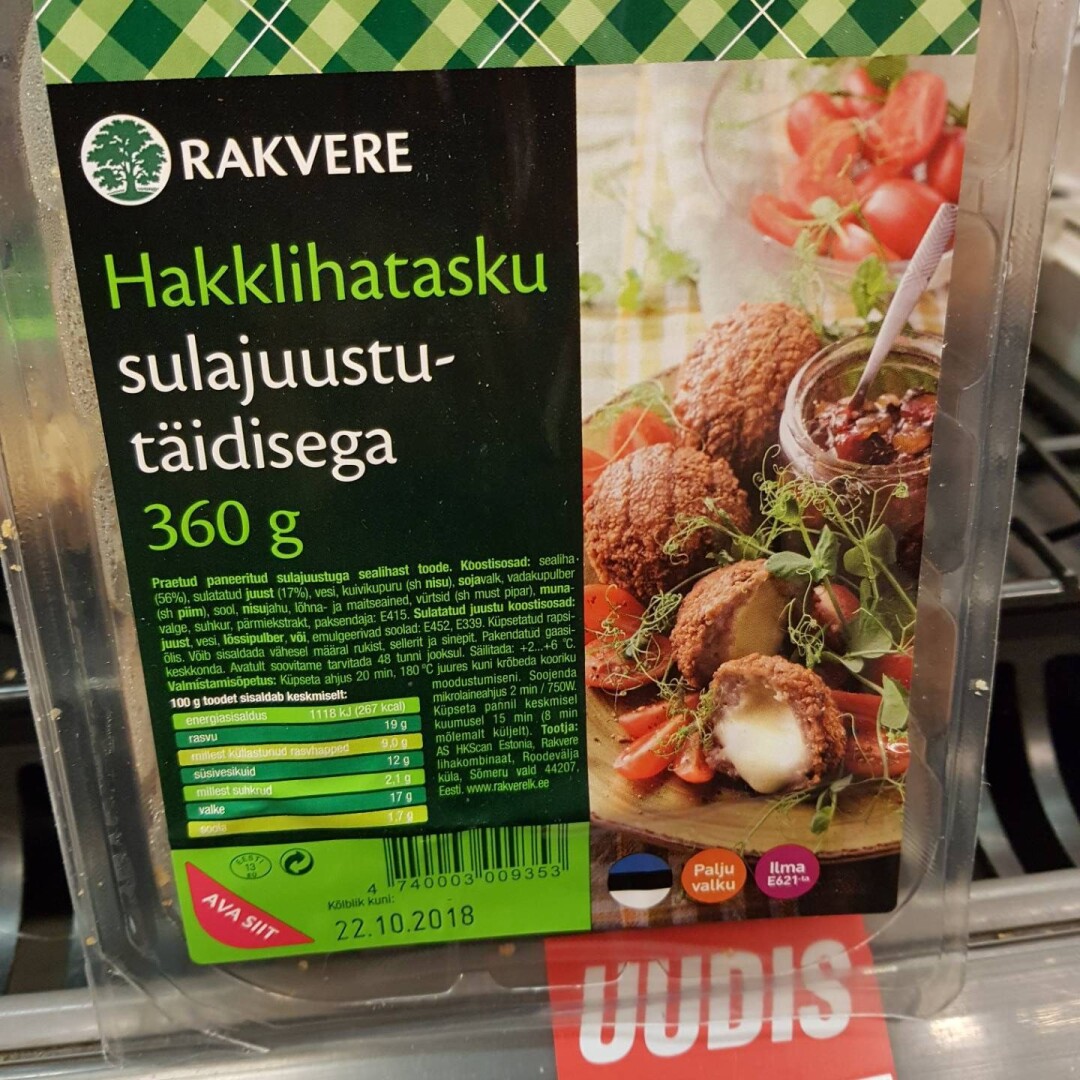 RAKVERE
Hakklihatasku
sulajuustu-
täidisega
360 g
Praetud paneeritud sulajuustuga sealihast toode. Koostisosad: sealiha
(56%), sulatatud juust (17%), vesi, kuivikupuru (sh nisu), sojavalk, vadakupulber
(sh piim), sool, nisujahu, lõhna- ja maitseained, vürtsid (sh must pipar), muna-
valge, suhkur, pärmiekstrakt, paksendaja: E415. Sulatatud juustu koostisosad:
juust, vesi, lõssipulber, või, emulgeerivad soolad: E452, E339. Küpsetatud rapsi-
õlis. Võib sisaldada vähesel määral rukist, sellerit ja sinepit. Pakendatud gaasi-
keskkonda. Avatult soovitame tarvitada 48 tunni jooksul. Säilitada: +2...+6 °C.
Valmistamisõpetus: Küpseta ahjus 20 min, 180 °C juures kuni krõbeda kooriku
moodustumiseni. Soojenda
mikrolaineahjus 2 min / 750W.
Küpseta pannil keskmisel
kuumusel 15 min (8 min
mõlemalt küljelt). Tootja:
AS HKScan Estonia, Rakvere
lihakombinaat, Roodevälja
küla, Sõmeru vald 44207,
Eesti. www.rakverelk.ee
100 g toodet sisaldab keskmiselt:
energiasisaldus 1118 kJ (267 kcal)
rasvu 19 g
millest küllastunud rasvhapped 9,0 g
süsivesikuid 12 g
millest suhkrud 2,1 g
valke 17 g
soola 1,7 g
EESTI
13
EÜ
4 740003 009353
Kõlblik kuni:
22.10.2018
AVA SIIT
Palju
valku
Ilma
E621-ta
UUDIS